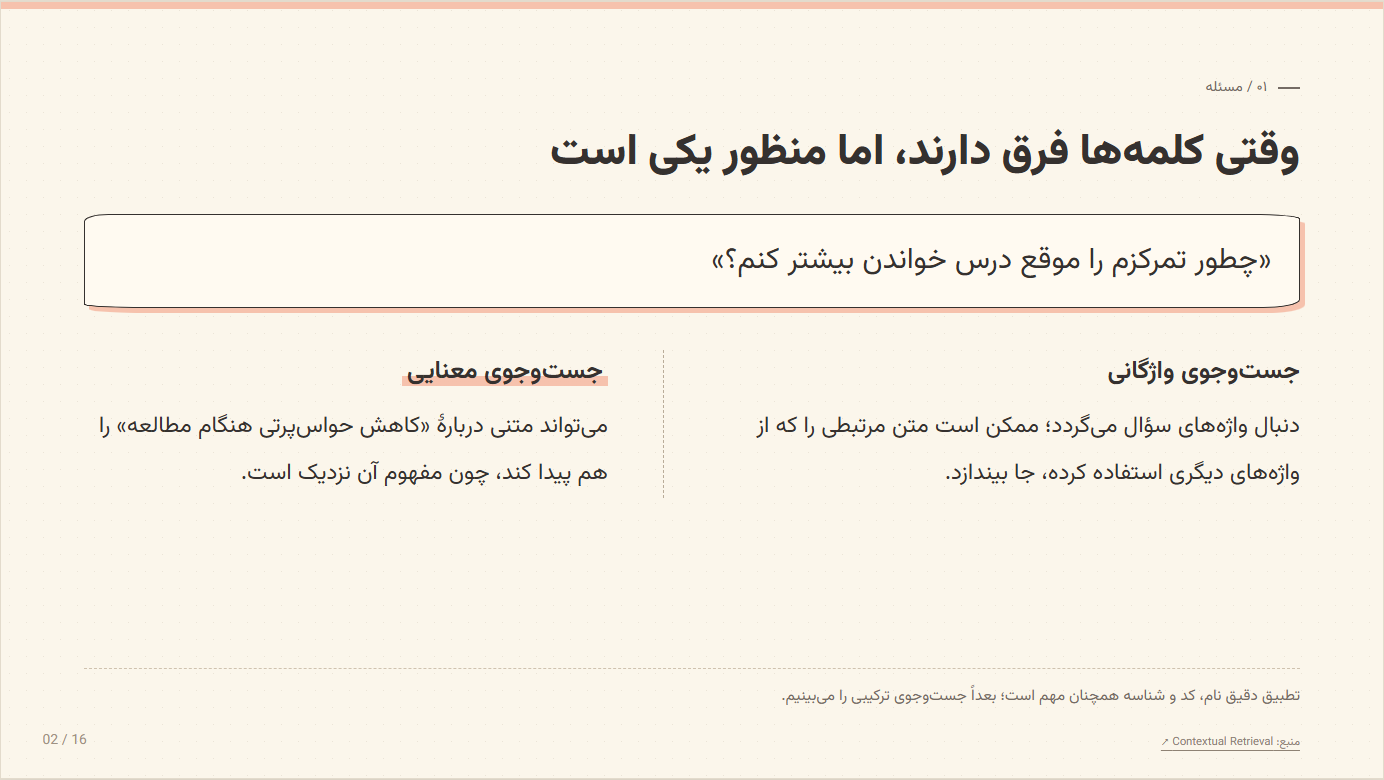 ۰۱ / مسئله
وقتی کلمه‌ها فرق دارند، اما منظور یکی است
«چطور تمرکزم را موقع درس خواندن بیشتر کنم؟»
جست‌وجوی واژگانی
دنبال واژه‌های سؤال می‌گردد؛ ممکن است متن مرتبطی را که از
واژه‌های دیگری استفاده کرده، جا بیندازد.
جست‌وجوی معنایی
می‌تواند متنی دربارهٔ «کاهش حواس‌پرتی هنگام مطالعه» را
هم پیدا کند، چون مفهوم آن نزدیک است.
تطبیق دقیق نام، کد و شناسه همچنان مهم است؛ بعداً جست‌وجوی ترکیبی را می‌بینیم.
منبع: Contextual Retrieval ↗
02 / 16